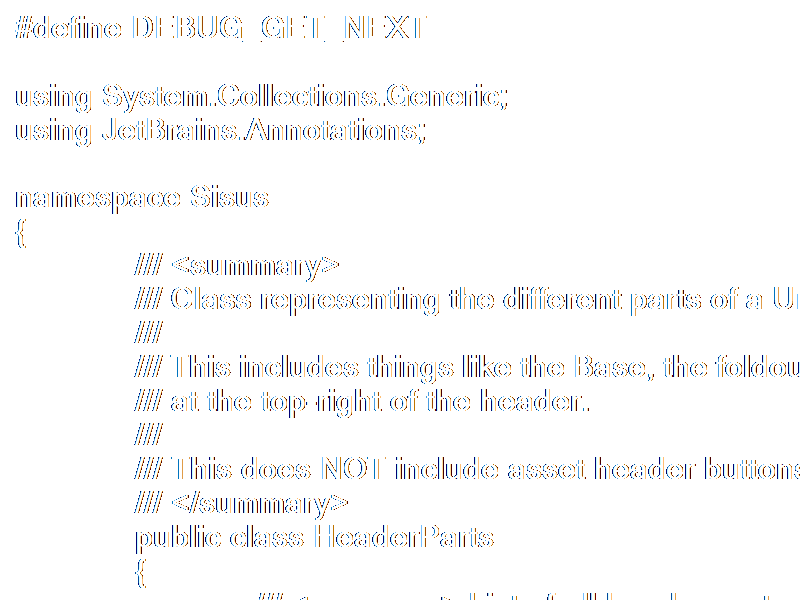 #define DEBUG_GET_NEXT
using System.Collections.Generic;
using JetBrains.Annotations;
namespace Sisus
{
/// <summary>
/// Class representing the different parts of a
///
/// This includes things like the Base, the
/// at the top-right of the header.
///
/// This does NOT include asset header buttons
/// </summary>
public class HeaderParts
{